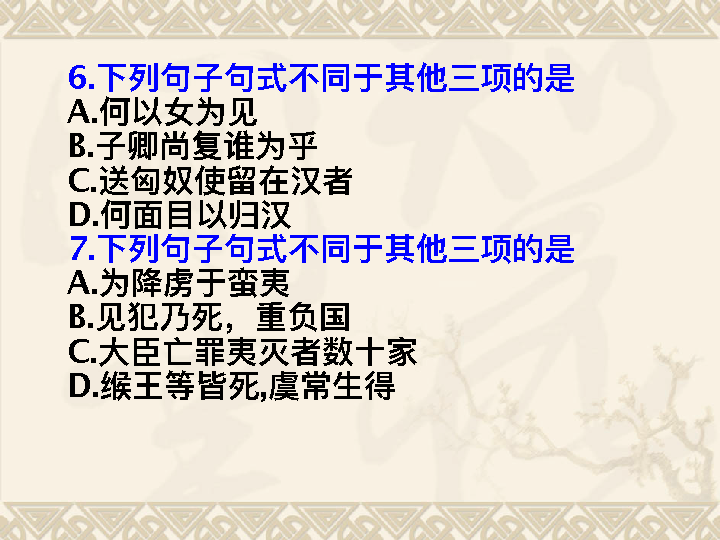 6.下列句子句式不同于其他三项的是
A.何以女为见
B.子卿尚复谁为乎
C.送匈奴使留在汉者
D.何面目以归汉
7.下列句子句式不同于其他三项的是
A.为降虏于蛮夷
B.见犯乃死，重负国
C.大臣亡罪夷灭者数十家
D.缑王等皆死,虞常生得